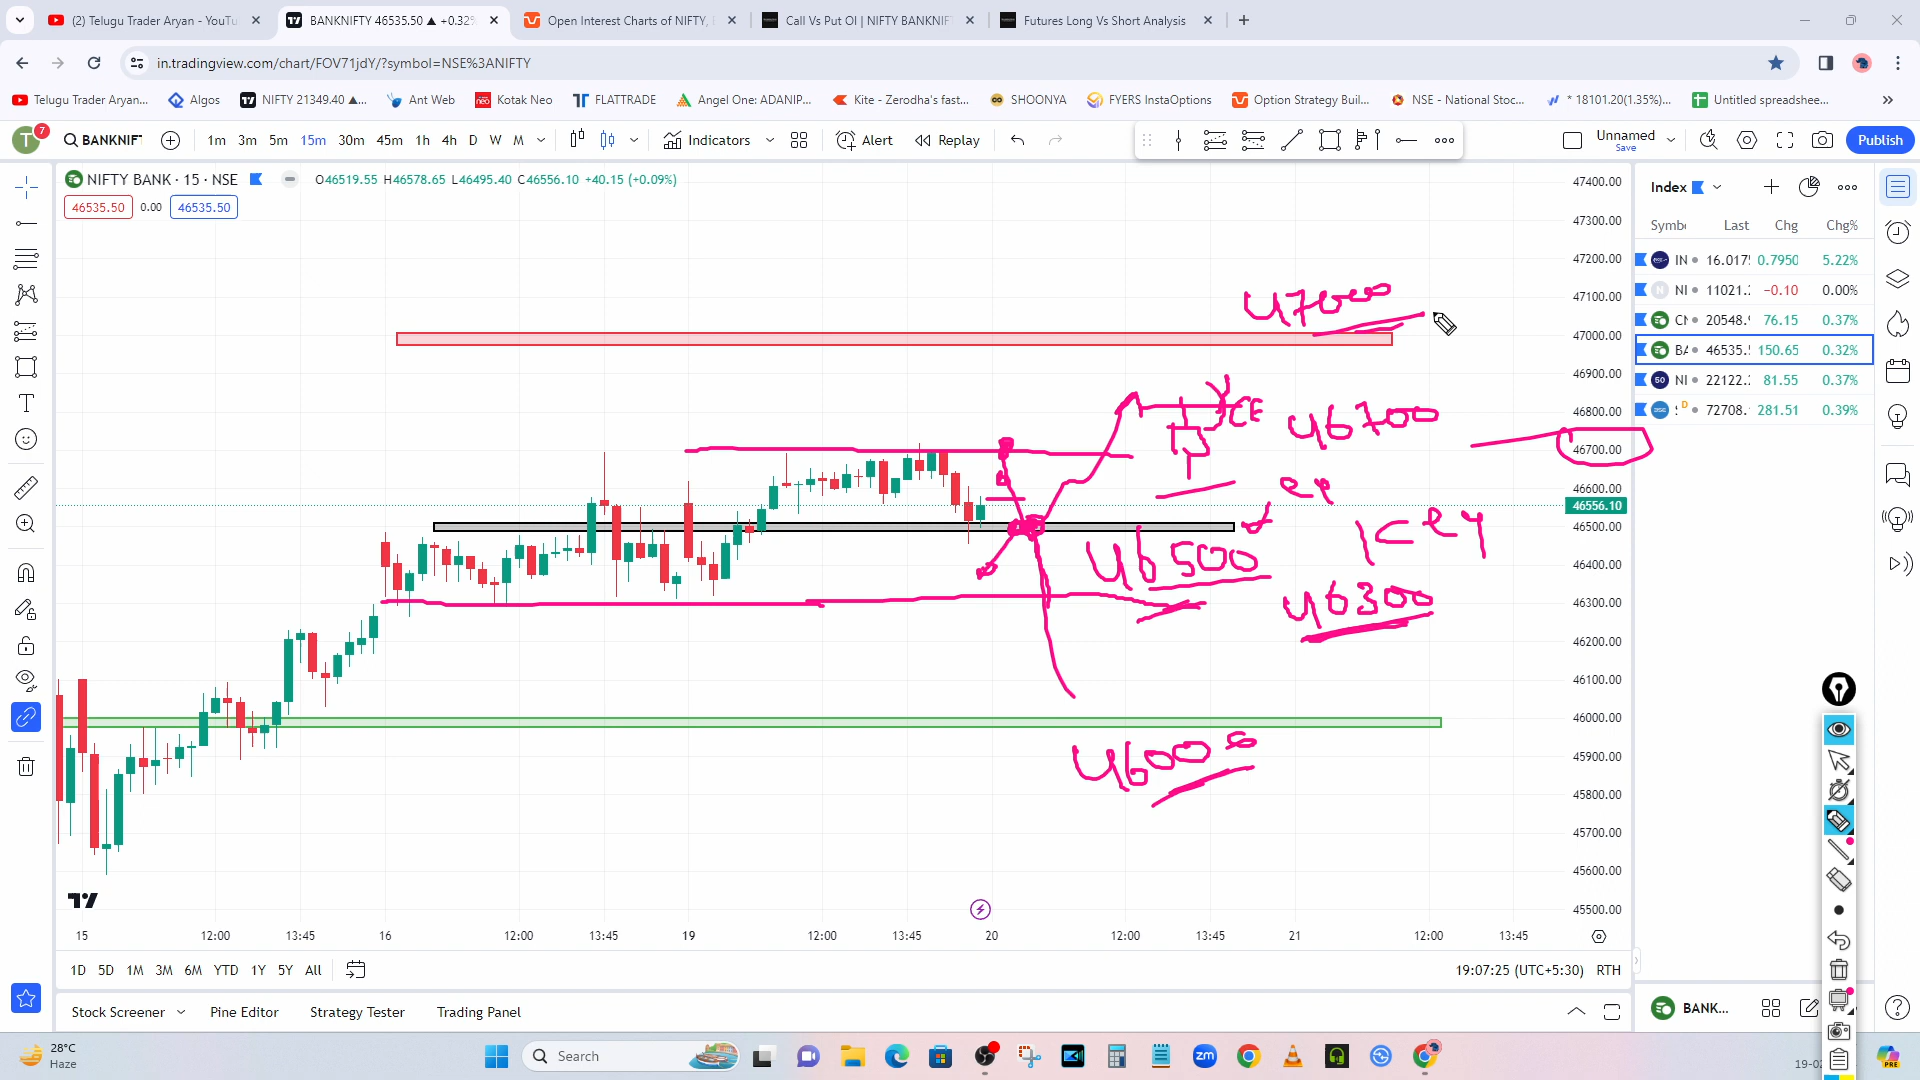 (2) Telugu Trader Aryan - YouTu
BANKNIFTY 46535.50 ▲ +0.32%
Open Interest Charts of NIFTY,
Call Vs Put OI | NIFTY BANKNIF
Futures Long Vs Short Analysis
in.tradingview.com/chart/FOV71jdY/?symbol=NSE%3ANIFTY
Telugu Trader Aryan...
Algos
NIFTY 21349.40 ▲...
Ant Web
Kotak Neo
FLATTRADE
Angel One: ADANIP...
Kite - Zerodha's fast...
SHOONYA
FYERS InstaOptions
Option Strategy Buil...
NSE - National Stoc...
* 18101.20(1.35%)...
Untitled spreadshee...
T 7
BANKNIF
1m 3m 5m 15m 30m 45m 1h 4h D W M
Indicators
Alert
Replay
Unnamed
Save
Publish
NIFTY BANK · 15 · NSE
O46519.55 H46578.65 L46495.40 C46556.10 +40.15 (+0.09%)
46535.50 0.00 46535.50
47400.00
47300.00
47200.00
47100.00
47000.00
46900.00
46800.00
46700.00
46600.00
46556.10
46500.00
46400.00
46300.00
46200.00
46100.00
46000.00
45900.00
45800.00
45700.00
45600.00
45500.00
47000
CE
46700
46500
46300
46000
15 12:00 13:45 16 12:00 13:45 19 12:00 13:45 20 12:00 13:45 21 12:00 13:45
1D 5D 1M 3M 6M YTD 1Y 5Y All
19:07:25 (UTC+5:30) RTH
Stock Screener
Pine Editor
Strategy Tester
Trading Panel
Index
Last Chg Chg%
IN 16.017 0.7950 5.22%
NI 11021. −0.10 0.00%
CN 20548. 76.15 0.37%
BA 46535. 150.65 0.32%
50 NI 22122. 81.55 0.37%
D 72708. 281.51 0.39%
BANK...
28°C
Haze
Search
zm
PRE